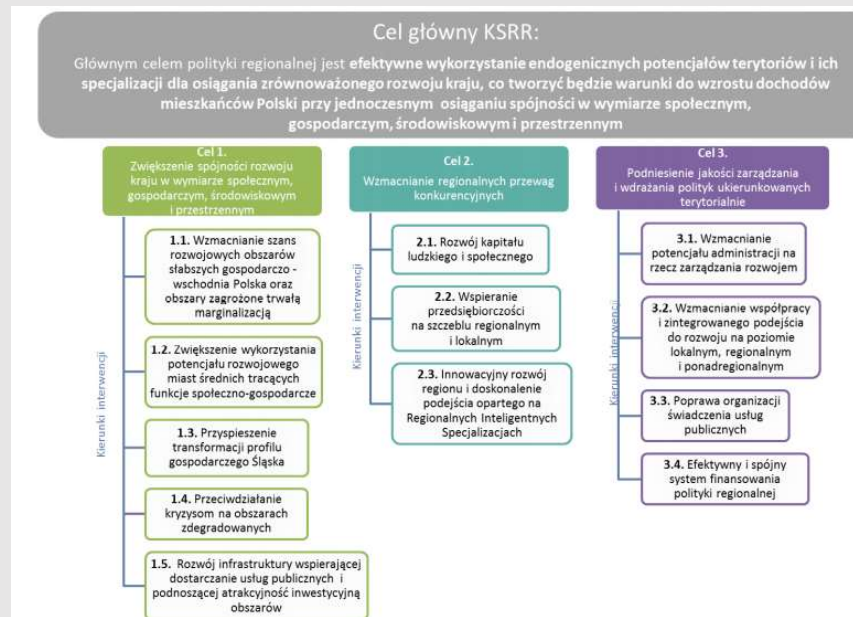 Cel główny KSRR:
Głównym celem polityki regionalnej jest efektywne wykorzystanie endogenicznych potencjałów terytoriów i ich
specjalizacji dla osiągania zrównoważonego rozwoju kraju, co tworzyć będzie warunki do wzrostu dochodów
mieszkańców Polski przy jednoczesnym osiąganiu spójności w wymiarze społecznym,
gospodarczym, środowiskowym i przestrzennym
Cel 1.
Zwiększenie spójności rozwoju
kraju w wymiarze społecznym,
gospodarczym, środowiskowym
i przestrzennym
Kierunki interwencji
1.1. Wzmacnianie szans
rozwojowych obszarów
słabszych gospodarczo -
wschodnia Polska oraz
obszary zagrożone trwałą
marginalizacją
1.2. Zwiększenie wykorzystania
potencjału rozwojowego
miast średnich tracących
funkcje społeczno-gospodarcze
1.3. Przyspieszenie
transformacji profilu
gospodarczego Śląska
1.4. Przeciwdziałanie
kryzysom na obszarach
zdegradowanych
1.5. Rozwój infrastruktury wspierającej
dostarczanie usług publicznych i
podnoszącej atrakcyjność inwestycyjną
obszarów
Cel 2.
Wzmacnianie regionalnych przewag
konkurencyjnych
Kierunki interwencji
2.1. Rozwój kapitału
ludzkiego i społecznego
2.2. Wspieranie
przedsiębiorczości
na szczeblu regionalnym
i lokalnym
2.3. Innowacyjny rozwój
regionu i doskonalenie
podejścia opartego na
Regionalnych Inteligentnych
Specjalizacjach
Cel 3.
Podniesienie jakości zarządzania
i wdrażania polityk ukierunkowanych
terytorialnie
Kierunki interwencji
3.1. Wzmacnianie
potencjału administracji na
rzecz zarządzania rozwojem
3.2. Wzmacnianie współpracy
i zintegrowanego podejścia
do rozwoju na poziomie
lokalnym, regionalnym
i ponadregionalnym
3.3. Poprawa organizacji
świadczenia usług
publicznych
3.4. Efektywny i spójny
system finansowania
polityki regionalnej